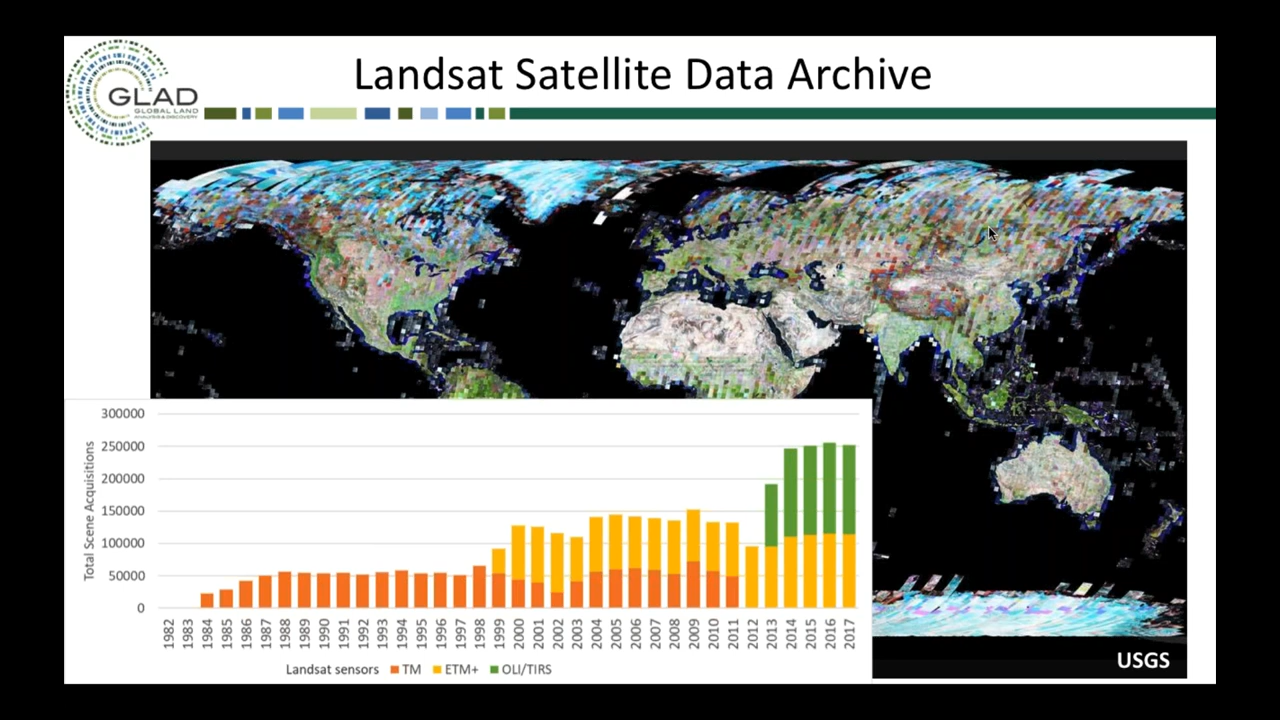 Landsat Satellite Data Archive
GLAD
GLOBAL LAND
ANALYSIS & DISCOVERY
300000
250000
200000
150000
100000
50000
0
Total Scene Acquisitions
1982 1983 1984 1985 1986 1987 1988 1989 1990 1991 1992 1993 1994 1995 1996 1997 1998 1999 2000 2001 2002 2003 2004 2005 2006 2007 2008 2009 2010 2011 2012 2013 2014 2015 2016 2017
Landsat sensors TM ETM+ OLI/TIRS
USGS